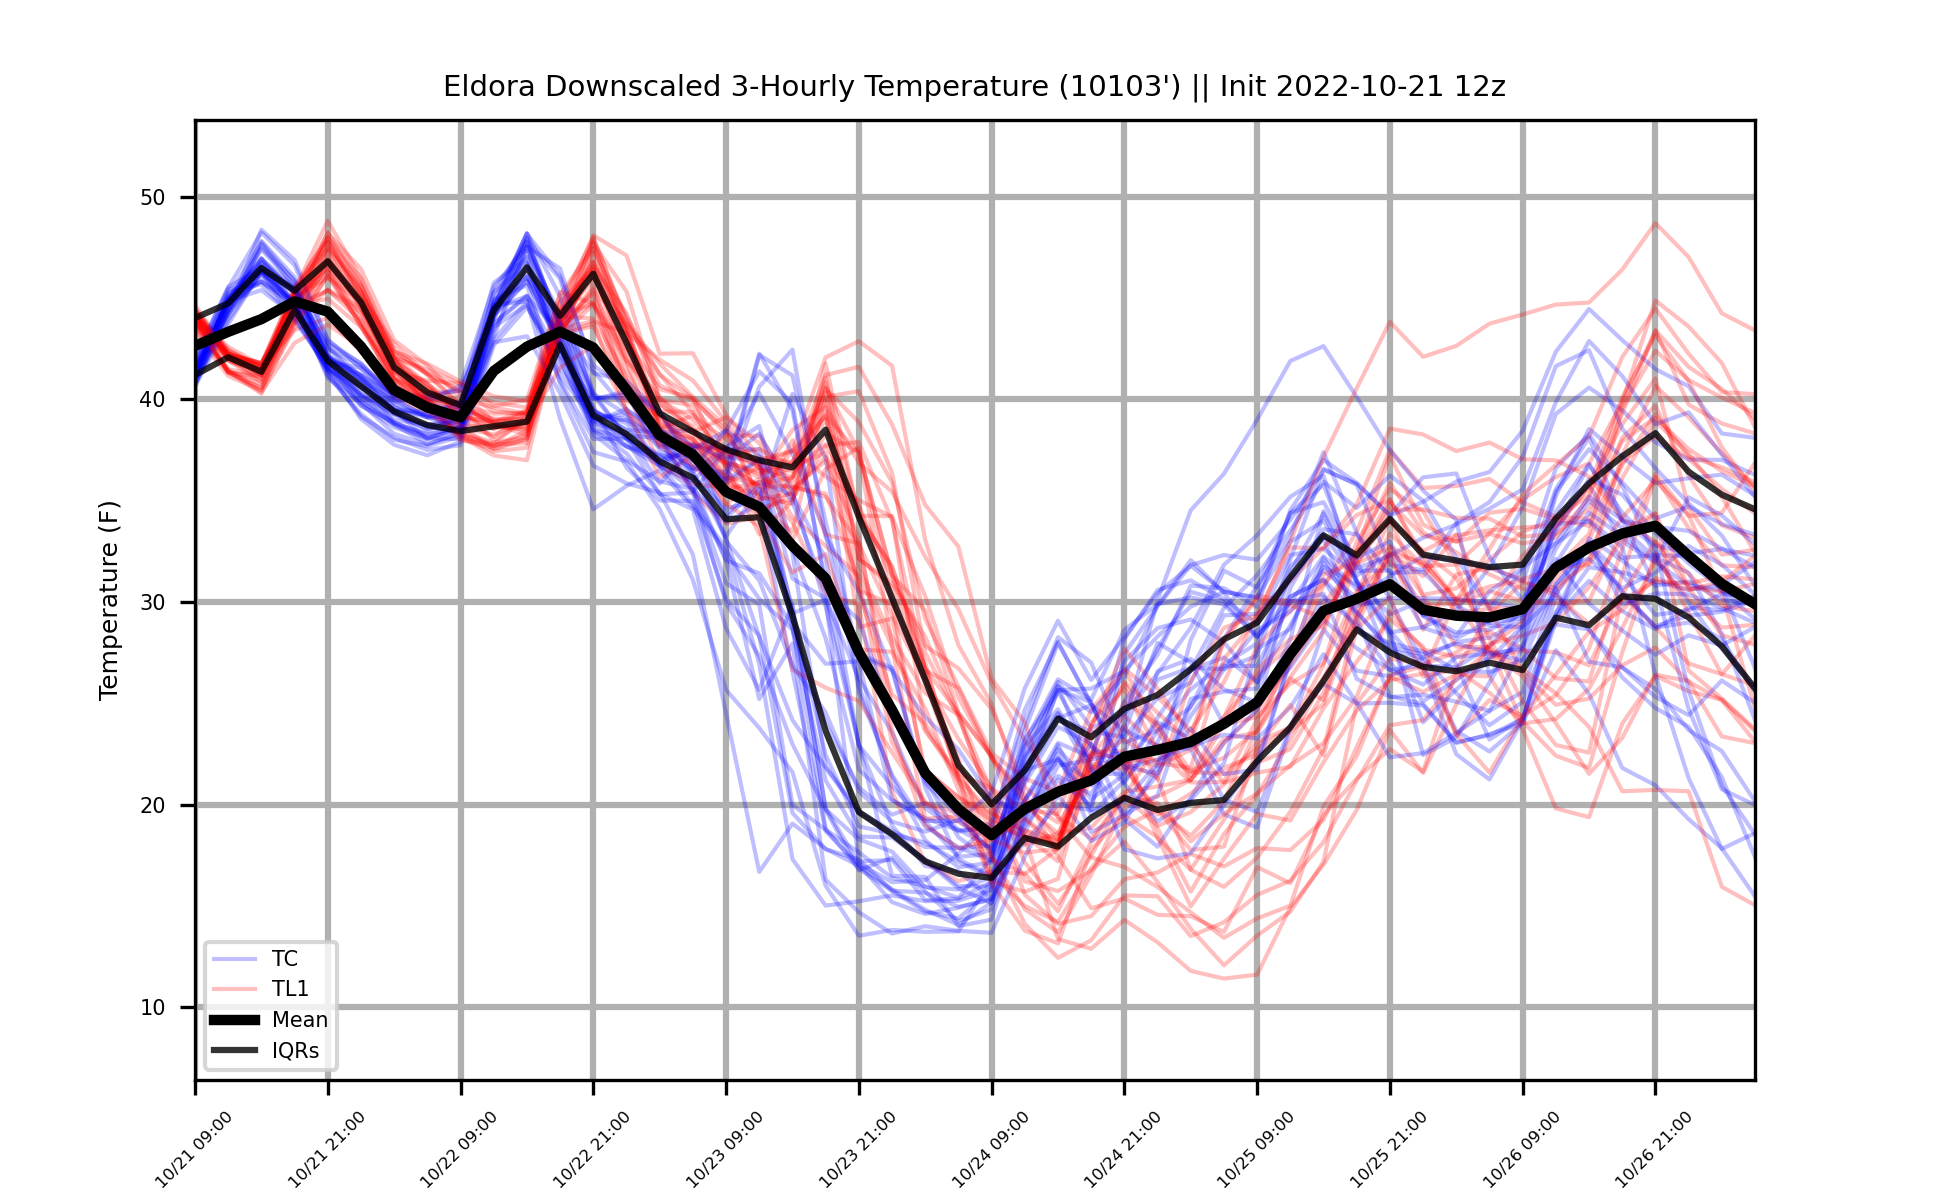 Eldora Downscaled 3-Hourly Temperature (10103') || Init 2022-10-21 12z
Temperature (F)
50
40
30
20
10
TC
TL1
Mean
IQRs
10/21 09:00
10/21 21:00
10/22 09:00
10/22 21:00
10/23 09:00
10/23 21:00
10/24 09:00
10/24 21:00
10/25 09:00
10/25 21:00
10/26 09:00
10/26 21:00